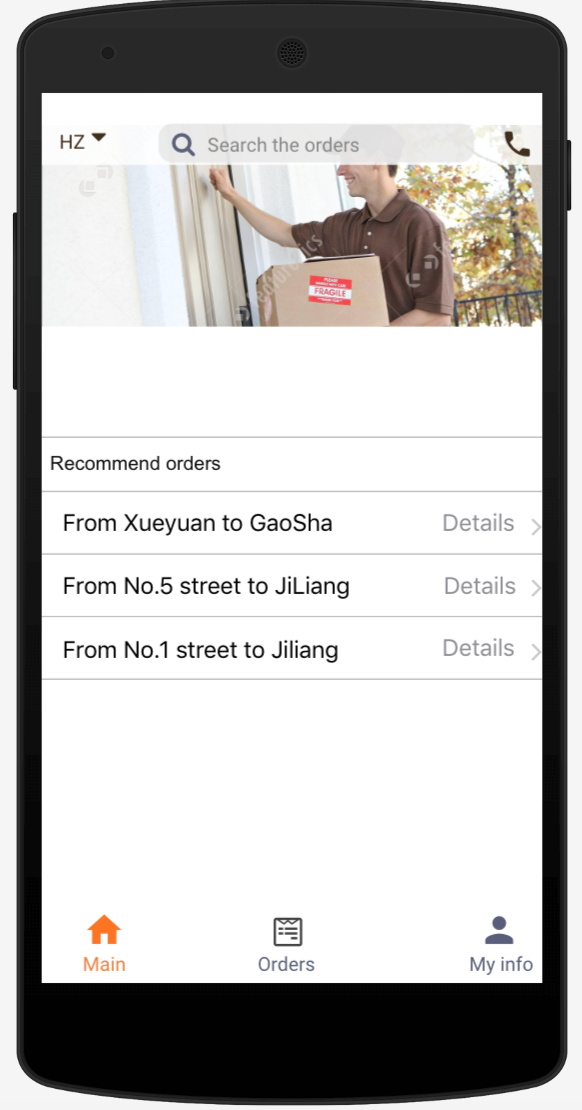 HZ
Search the orders
FRAGILE
Recommend orders
From Xueyuan to GaoSha Details
From No.5 street to JiLiang Details
From No.1 street to Jiliang Details
Main Orders My info